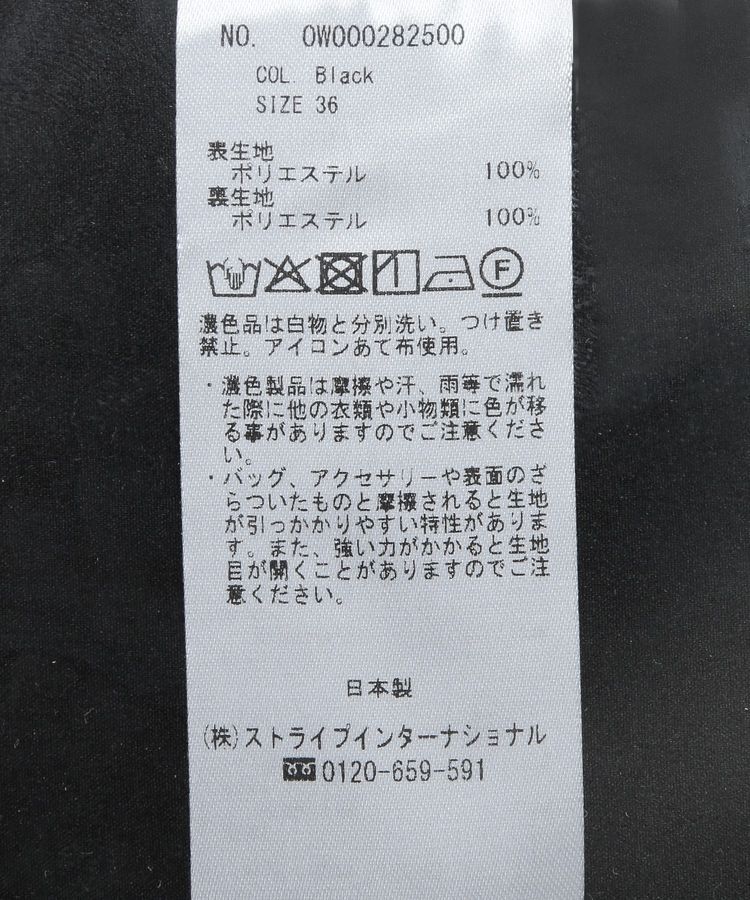 NO. OW000282500
COL. Black
SIZE 36
表生地
ポリエステル 100%
裏生地
ポリエステル 100%
F
濃色品は白物と分別洗い。つけ置き
禁止。アイロンあて布使用。
・濃色製品は摩擦や汗、雨等で濡れ
た際に他の衣類や小物類に色が移
る事がありますのでご注意くださ
い。
・バッグ、アクセサリーや表面のざ
らついたものと摩擦されると生地
が引っかかりやすい特性がありま
す。また、強い力がかかると生地
目が開くことがありますのでご注
意ください。
日本製
(株)ストライプインターナショナル
0120-659-591